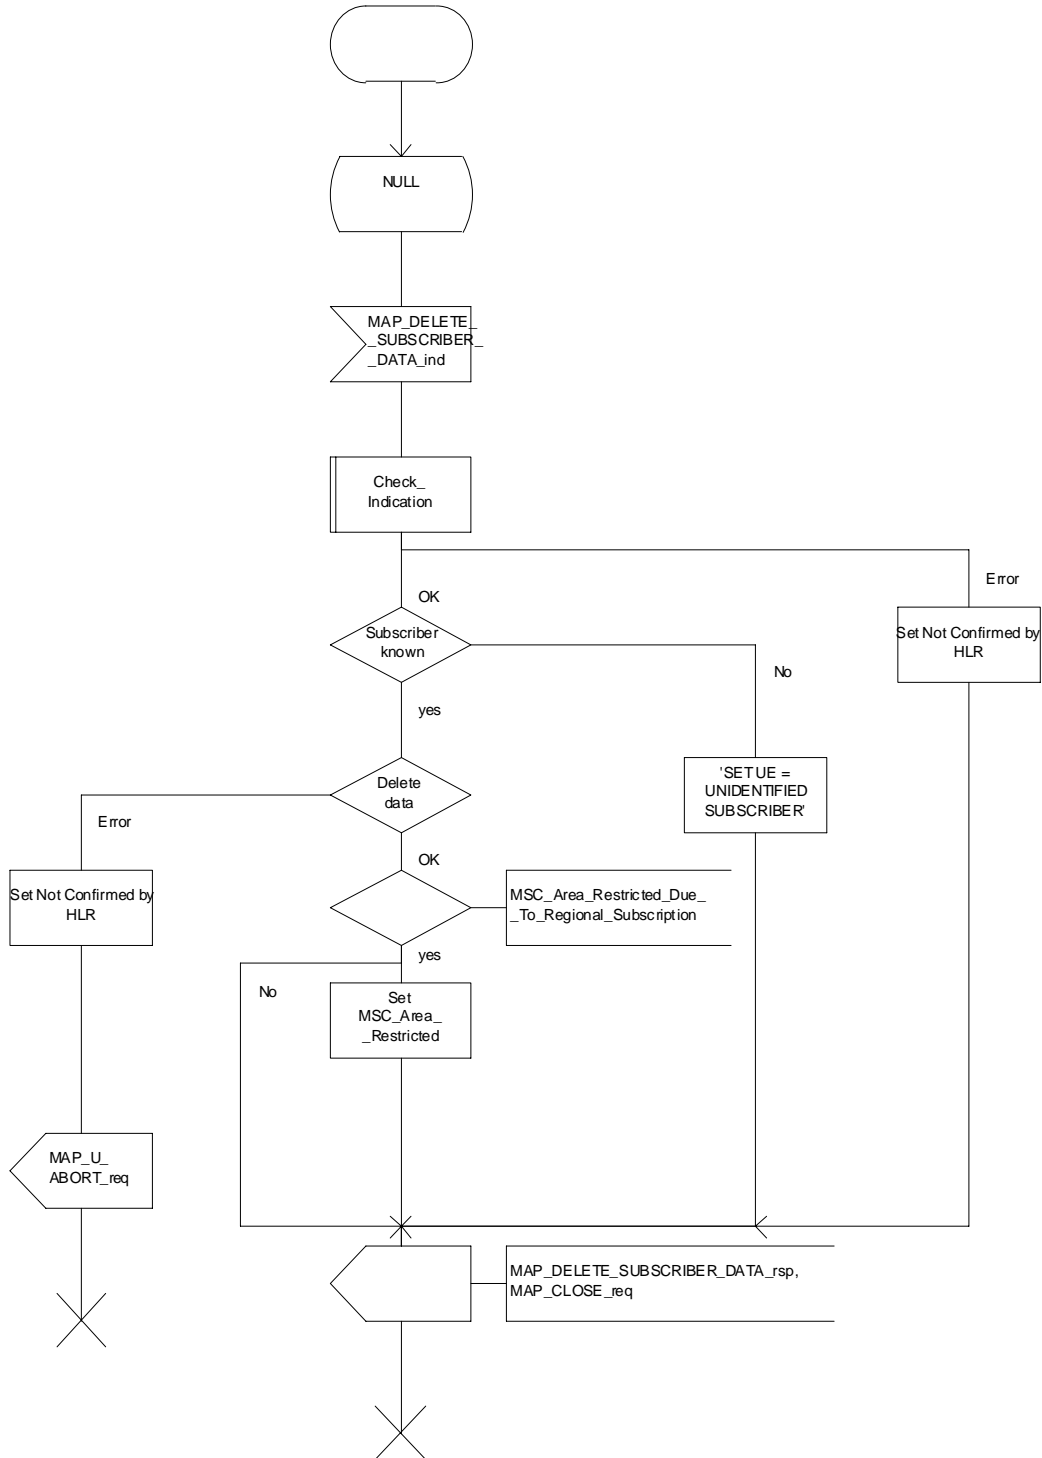 NULL
MAP_DELETE_
_SUBSCRIBER_
_DATA_ind
Check_
Indication
Error
OK
Subscriber
known
Set Not Confirmed by
HLR
No
yes
Delete
data
'SET UE =
UNIDENTIFIED
SUBSCRIBER'
Error
OK
Set Not Confirmed by
HLR
MSC_Area_Restricted_Due_
_To_Regional_Subscription
yes
No
Set
MSC_Area_
_Restricted
MAP_U_
ABORT_req
MAP_DELETE_SUBSCRIBER_DATA_rsp,
MAP_CLOSE_req